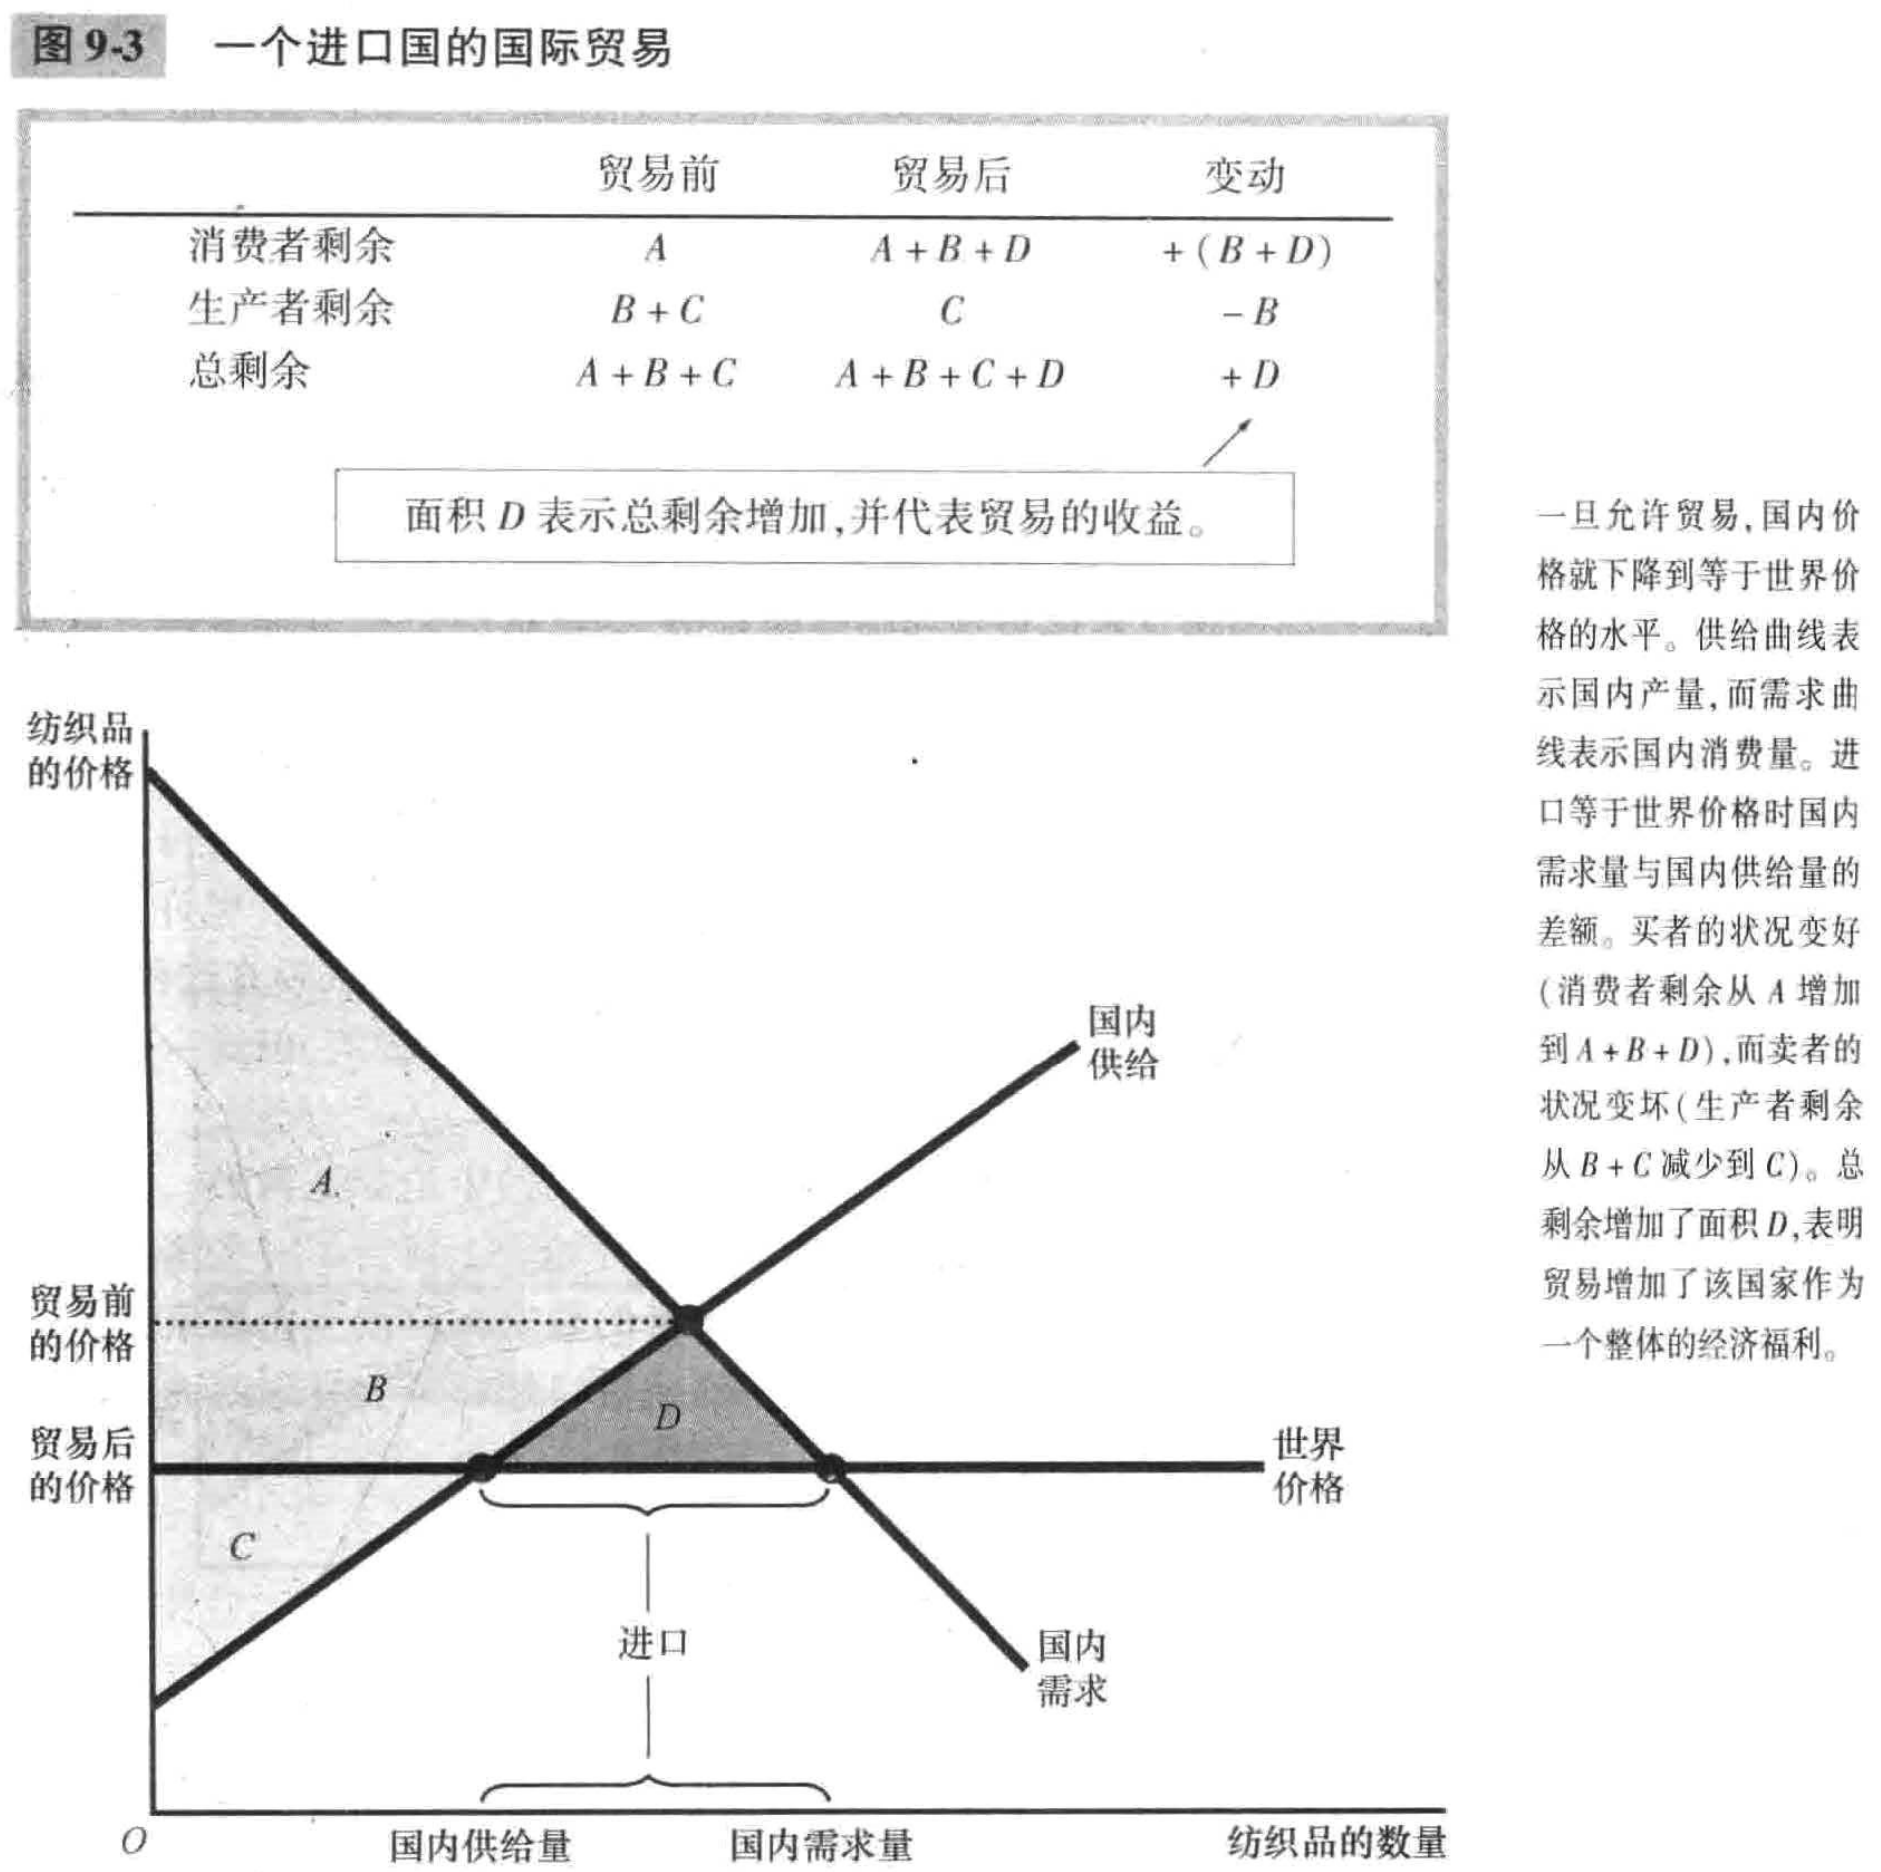 图9-3 一个进口国的国际贸易
贸易前 贸易后 变动
消费者剩余 A A+B+D +(B+D)
生产者剩余 B+C C -B
总剩余 A+B+C A+B+C+D +D
面积D表示总剩余增加,并代表贸易的收益。
一旦允许贸易,国内价
格就下降到等于世界价
格的水平。供给曲线表
示国内产量,而需求曲
线表示国内消费量。进
口等于世界价格时国内
需求量与国内供给量的
差额。买者的状况变好
(消费者剩余从A增加
到A+B+D),而卖者的
状况变坏(生产者剩余
从B+C减少到C)。总
剩余增加了面积D,表明
贸易增加了该国家作为
一个整体的经济福利。
纺织品
的价格
国内
供给
A
贸易前
的价格
B
D
贸易后
的价格
世界
价格
C
进口
国内
需求
O 国内供给量 国内需求量 纺织品的数量